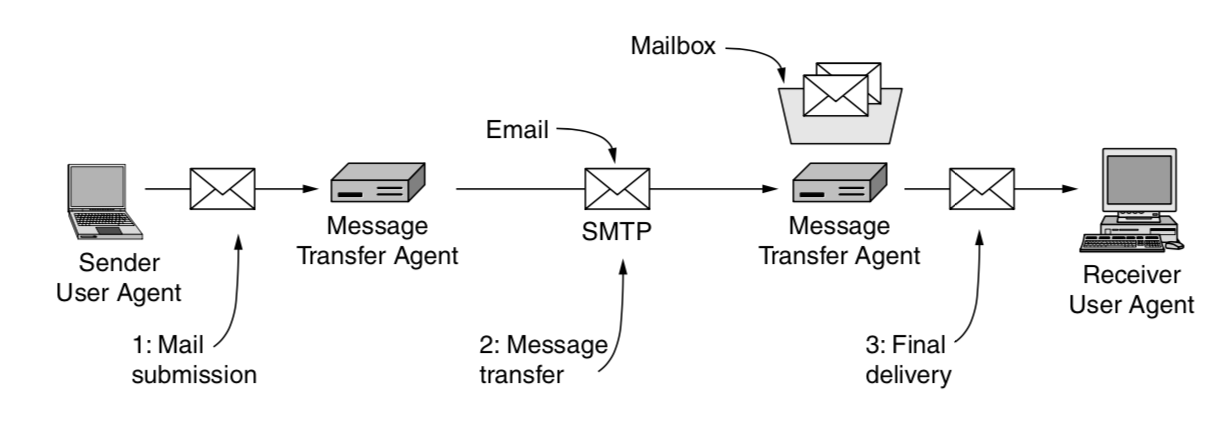 Mailbox
Email
SMTP
Message
Transfer Agent
Message
Transfer Agent
Sender
User Agent
Receiver
User Agent
1: Mail
submission
2: Message
transfer
3: Final
delivery